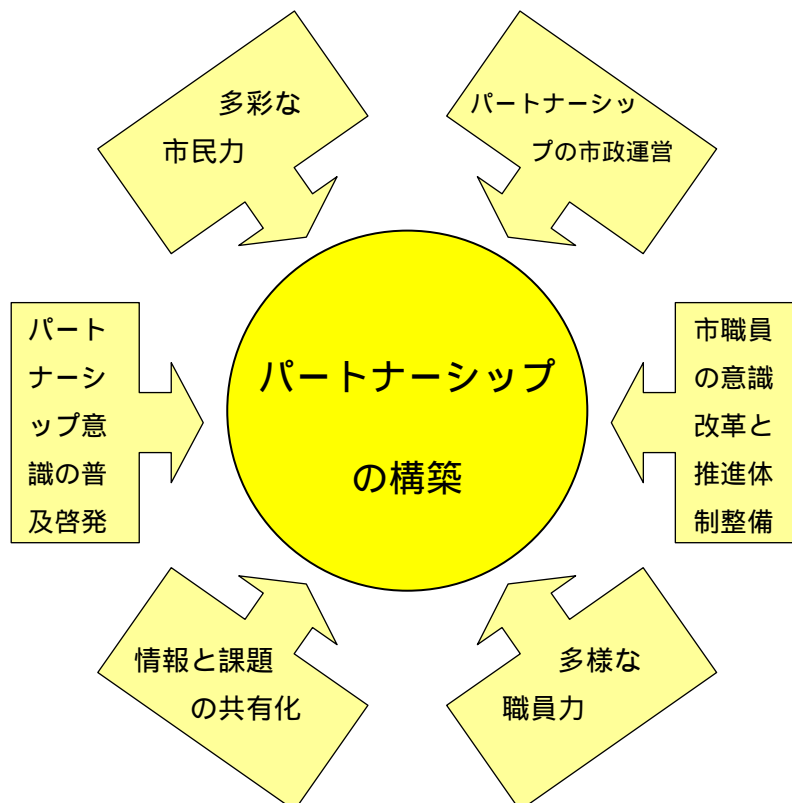 多彩な
市民力
パートナーシッ
プの市政運営
パート
ナーシ
ップ意
識の普
及啓発
パートナーシップ
の構築
市職員
の意識
改革と
推進体
制整備
情報と課題
の共有化
多様な
職員力